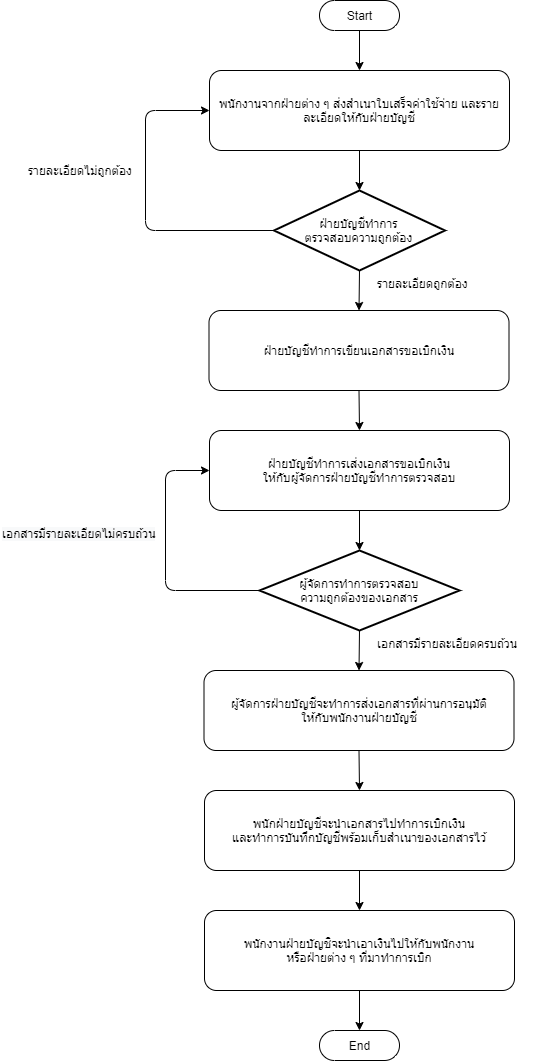 Start
พนักงานจากฝ่ายต่าง ๆ ส่งสำเนาใบเสร็จค่าใช้จ่าย และราย
ละเอียดให้กับฝ่ายบัญชี
รายละเอียดไม่ถูกต้อง
ฝ่ายบัญชีทำการ
ตรวจสอบความถูกต้อง
รายละเอียดถูกต้อง
ฝ่ายบัญชีทำการเขียนเอกสารขอเบิกเงิน
ฝ่ายบัญชีทำการเส่งเอกสารขอเบิกเงิน
ให้กับผู้จัดการฝ่ายบัญชีทำการตรวจสอบ
เอกสารมีรายละเอียดไม่ครบถ้วน
ผู้จัดการทำการตรวจสอบ
ความถูกต้องของเอกสาร
เอกสารมีรายละเอียดครบถ้วน
ผู้จัดการฝ่ายบัญชีจะทำการส่งเอกสารที่ผ่านการอนุมัติ
ให้กับพนักงานฝ่ายบัญชี
พนักฝ่ายบัญชีจะนำเอกสารไปทำการเบิกเงิน
และทำการบันทึกบัญชีพร้อมเก็บสำเนาของเอกสารไว้
พนักงานฝ่ายบัญชีจะนำเอาเงินไปให้กับพนักงาน
หรือฝ่ายต่าง ๆ ที่มาทำการเบิก
End